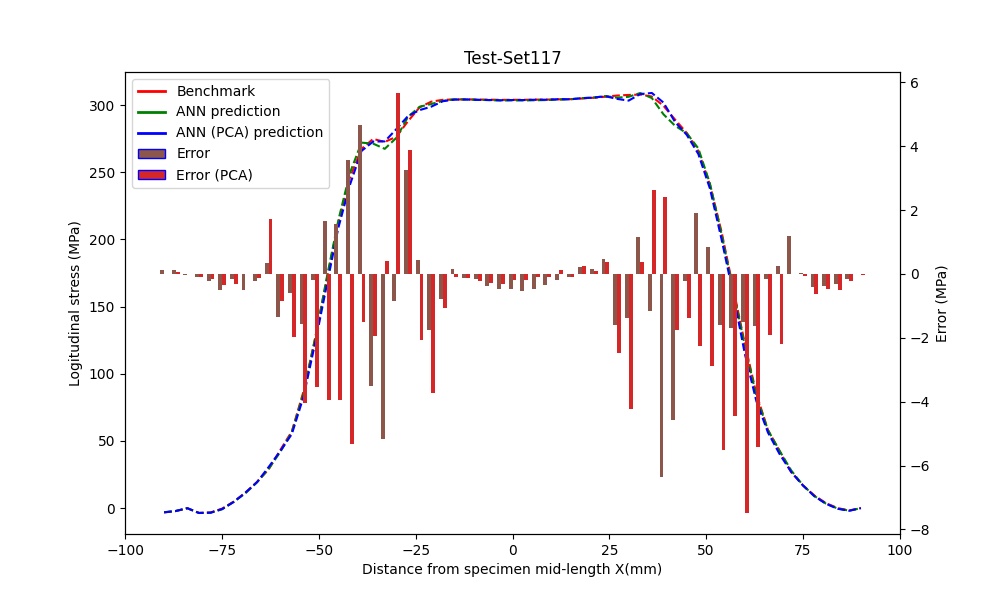 Test-Set117
Benchmark
ANN prediction
ANN (PCA) prediction
Error
Error (PCA)
Logitudinal stress (MPa)
300
250
200
150
100
50
0
6
4
2
0
−2
−4
−6
−8
Error (MPa)
−100 −75 −50 −25 0 25 50 75 100
Distance from specimen mid-length X(mm)